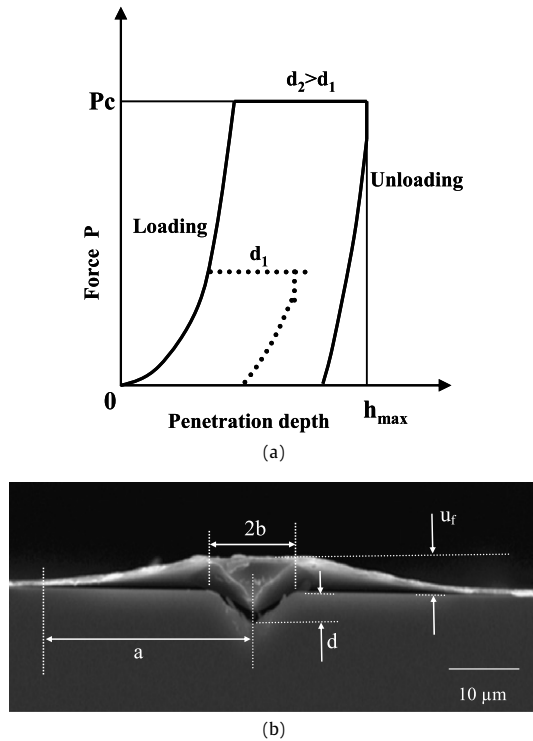 d₂>d₁
Pc
Unloading
Loading
d₁
Force P
0
Penetration depth
hmax
(a)
2b
uf
a
d
10 µm
(b)